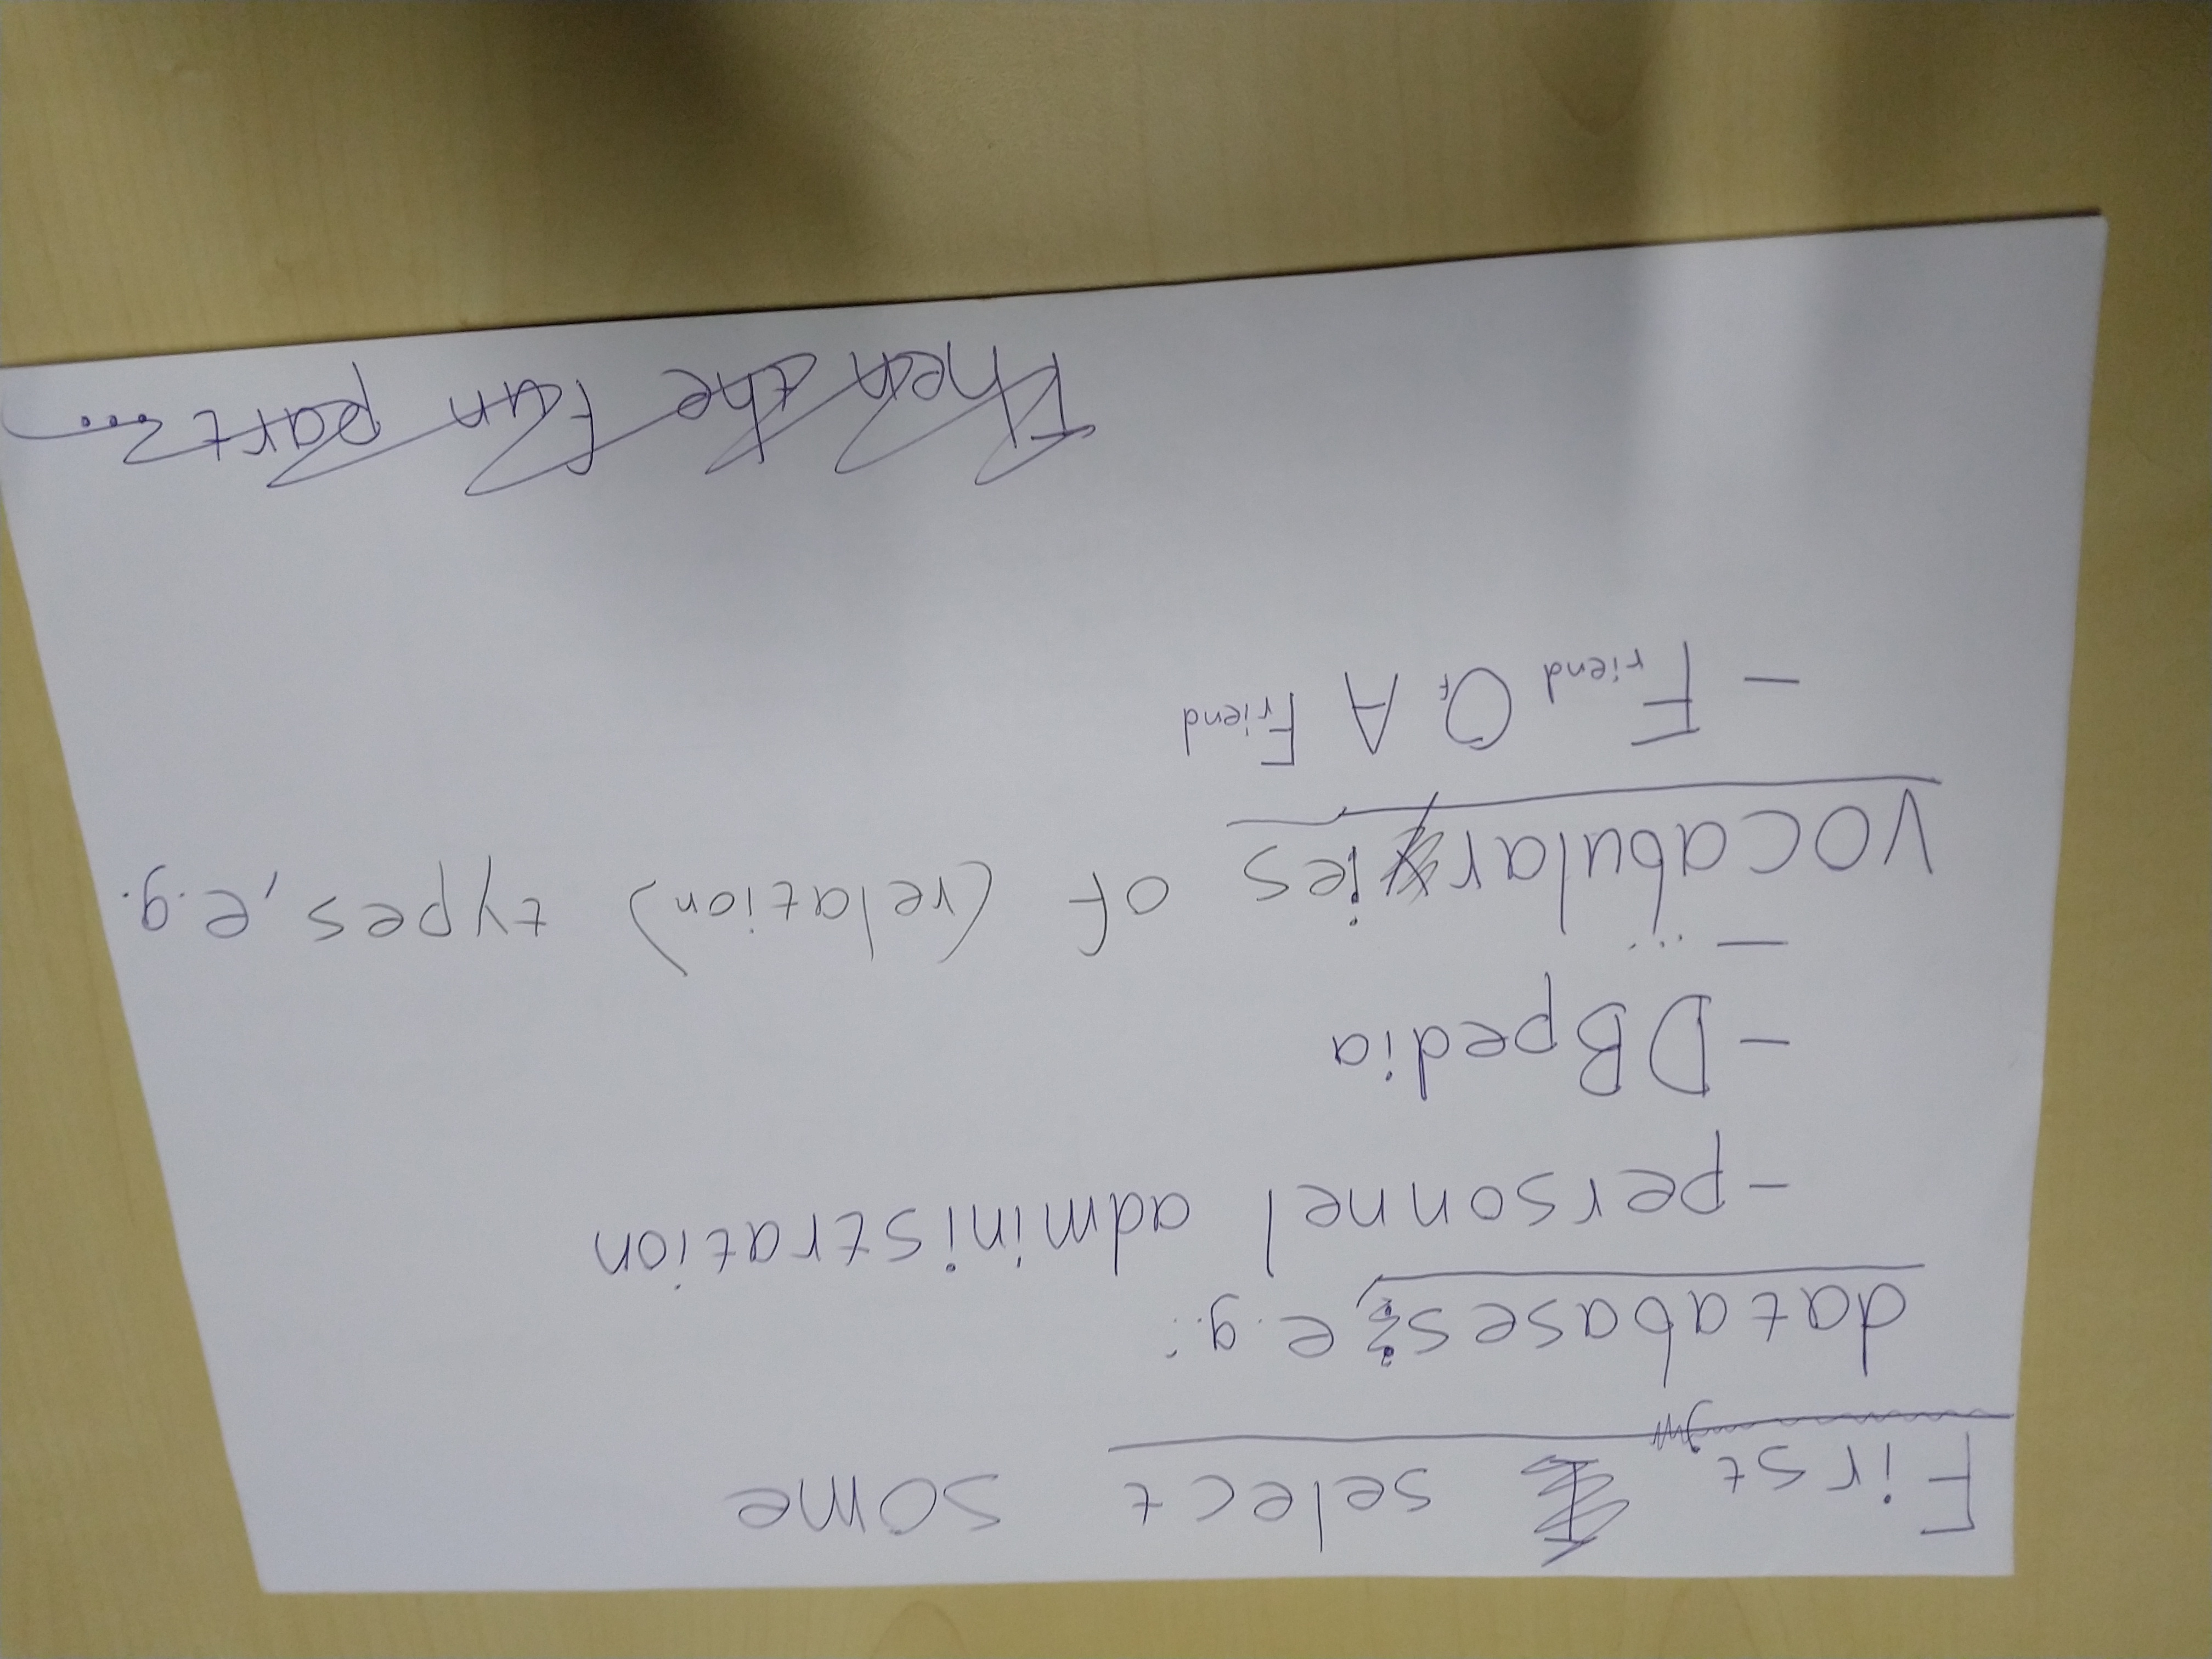 First, select some
databases, e.g.:
-personnel administration
- DBpedia
- ...
vocabularies of (relation) types, e.g.
- Friend Of A Friend
Then the fun part...